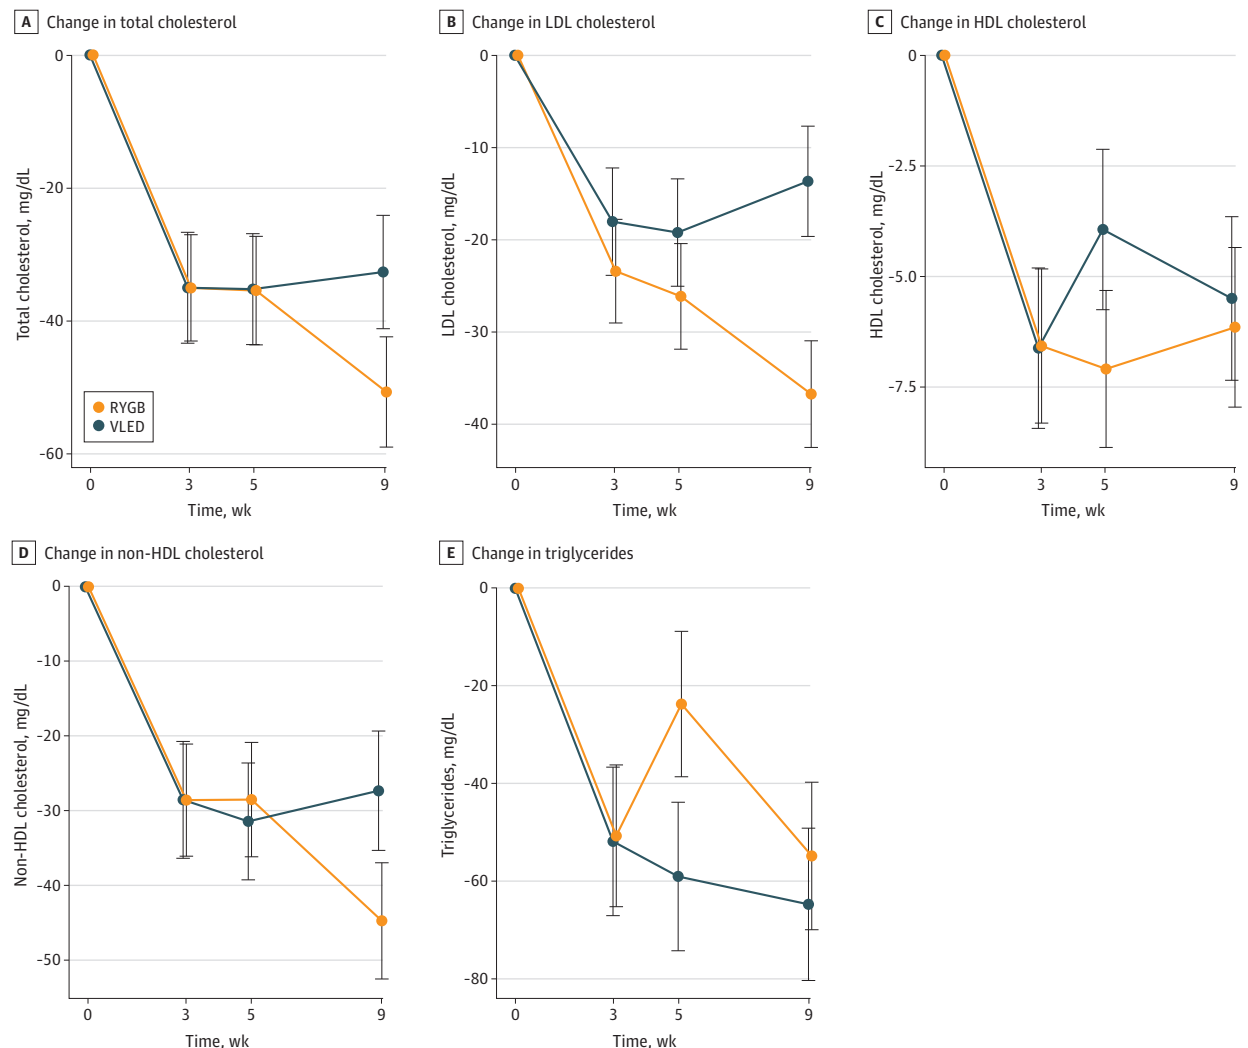 A Change in total cholesterol
0
-20
-40
-60
Total cholesterol, mg/dL
RYGB
VLED
0 3 5 9
Time, wk
B Change in LDL cholesterol
0
-10
-20
-30
-40
LDL cholesterol, mg/dL
0 3 5 9
Time, wk
C Change in HDL cholesterol
0
-2.5
-5.0
-7.5
HDL cholesterol, mg/dL
0 3 5 9
Time, wk
D Change in non-HDL cholesterol
0
-10
-20
-30
-40
-50
Non-HDL cholesterol, mg/dL
0 3 5 9
Time, wk
E Change in triglycerides
0
-20
-40
-60
-80
Triglycerides, mg/dL
0 3 5 9
Time, wk